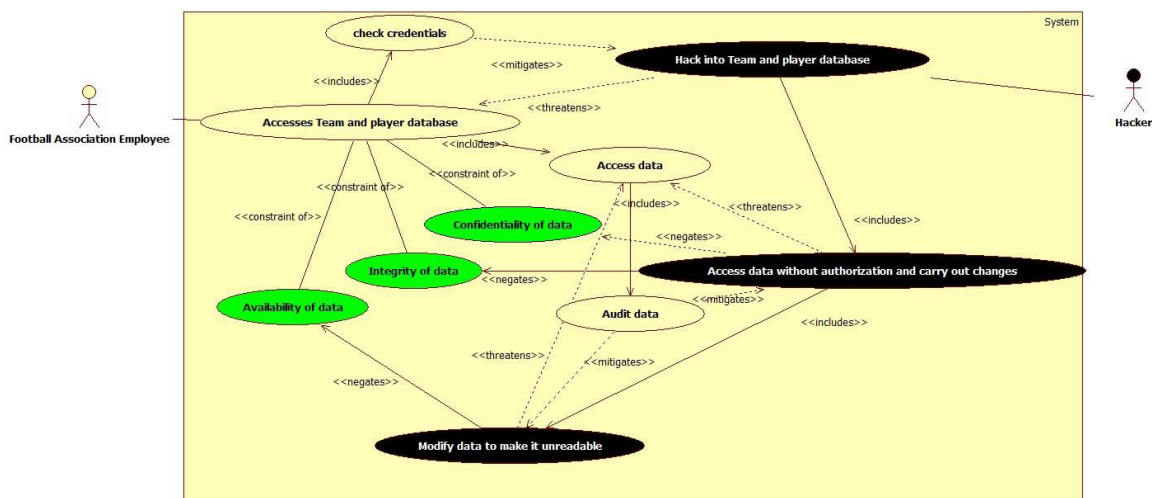 System
check credentials
<<mitigates>>
Hack into Team and player database
<<includes>>
<<threatens>>
Football Association Employee
Accesses Team and player database
Hacker
<<includes>>
Access data
<<constraint of>>
<<constraint of>>
<<constraint of>>
<<includes>>
<<threatens>>
<<includes>>
Confidentiality of data
<<negates>>
Integrity of data
<<negates>>
Access data without authorization and carry out changes
Availability of data
Audit data
<<mitigates>>
<<includes>>
<<threatens>>
<<mitigates>>
<<negates>>
Modify data to make it unreadable